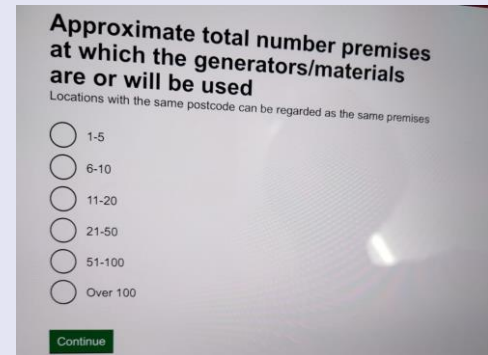 Approximate total number premises
at which the generators/materials
are or will be used
Locations with the same postcode can be regarded as the same premises
1-5
6-10
11-20
21-50
51-100
Over 100
Continue